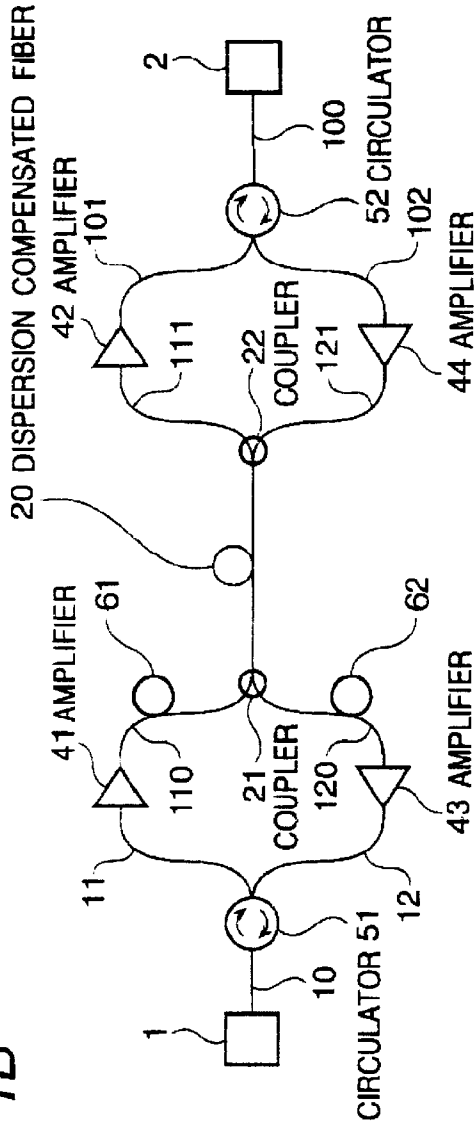 1B
20 DISPERSION COMPENSATED FIBER
41 AMPLIFIER
42 AMPLIFIER
61
101
11
110
111
2
1
10
CIRCULATOR 51
21
COUPLER
22
COUPLER
100
52 CIRCULATOR
12
120
62
121
102
43 AMPLIFIER
44 AMPLIFIER